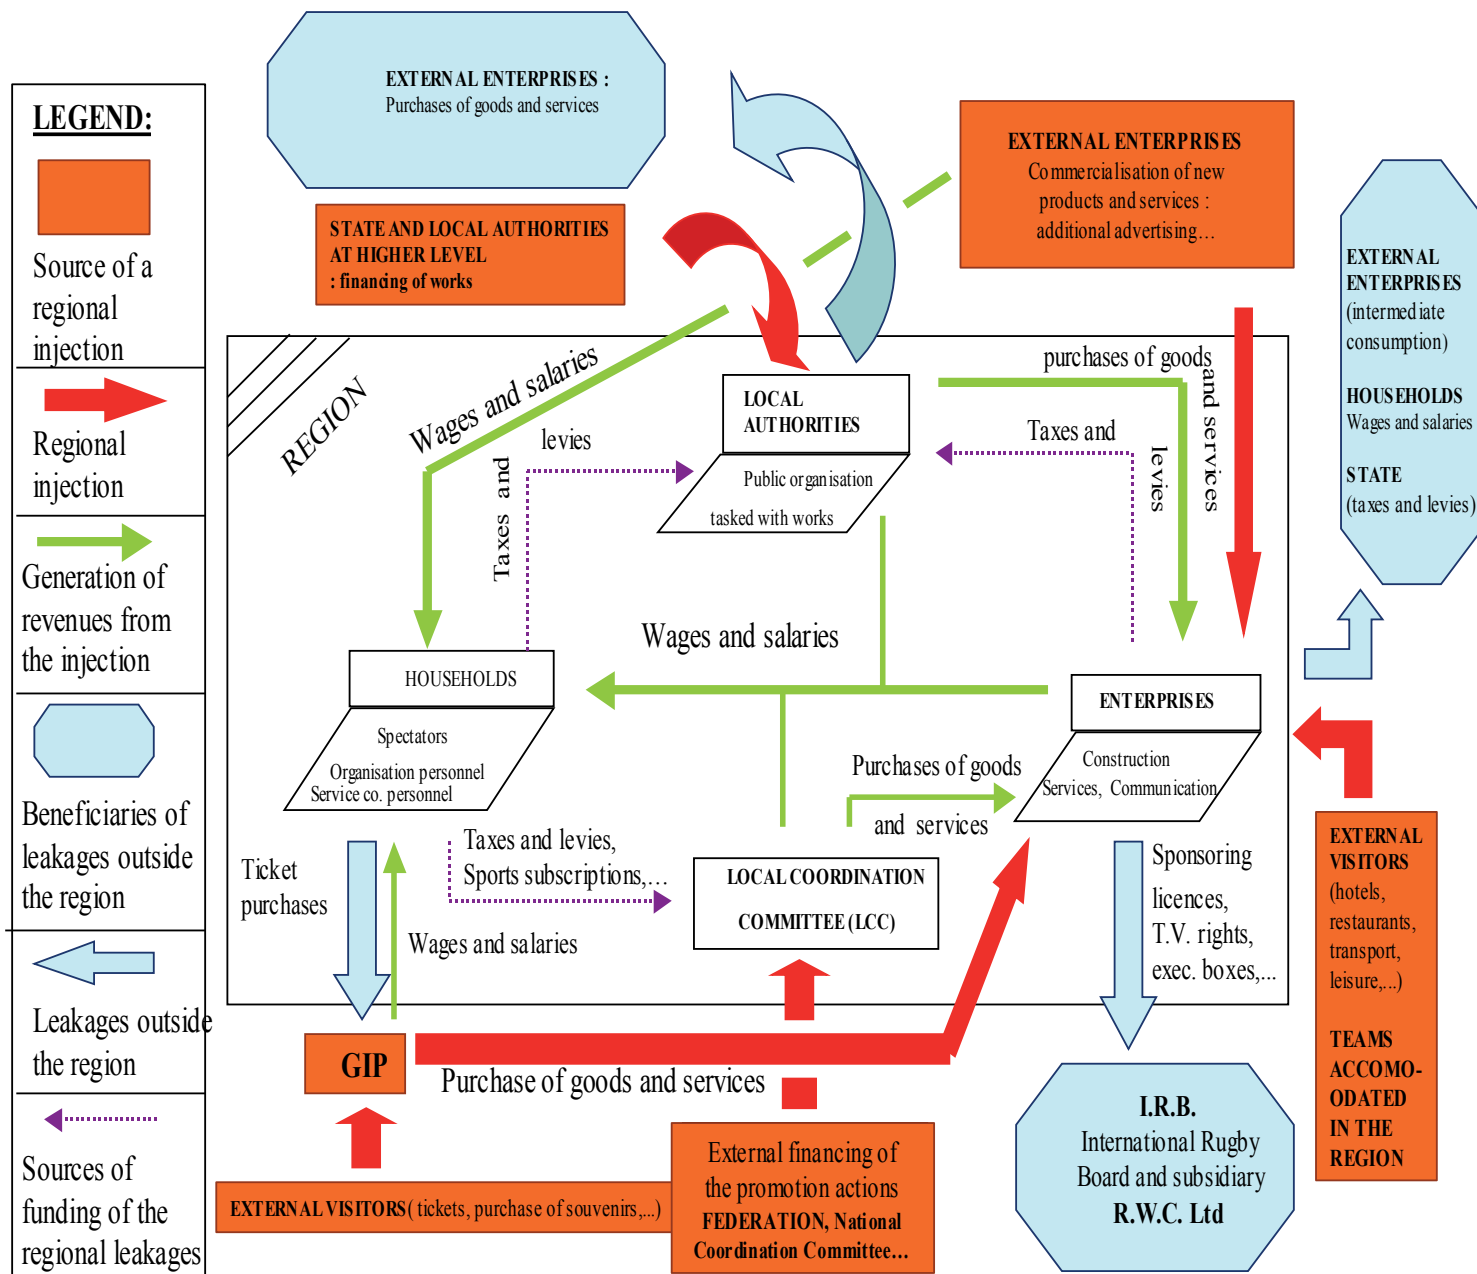 LEGEND:
Source of a
regional
injection
Regional
injection
Generation of
revenues from
the injection
Beneficiaries of
leakages outside
the region
Leakages outside
the region
Sources of
funding of the
regional leakages
EXTERNAL ENTERPRISES :
Purchases of goods and services
STATE AND LOCAL AUTHORITIES
AT HIGHER LEVEL
: financing of works
EXTERNAL ENTERPRISES
Commercialisation of new
products and services :
additional advertising...
EXTERNAL
ENTERPRISES
(intermediate
consumption)
HOUSEHOLDS
Wages and salaries
STATE
(taxes and levies)
REGION
Wages and salaries
Taxes and
levies
LOCAL
AUTHORITIES
Public organisation
tasked with works
purchases of goods
and services
Taxes and
levies
Wages and salaries
HOUSEHOLDS
Spectators
Organisation personnel
Service co. personnel
ENTERPRISES
Construction
Services, Communication
Purchases of goods
and services
Ticket
purchases
Taxes and levies,
Sports subscriptions,...
Wages and salaries
LOCAL COORDINATION
COMMITTEE (LCC)
Sponsoring
licences,
T.V. rights,
exec. boxes,...
EXTERNAL
VISITORS
(hotels,
restaurants,
transport,
leisure,...)
TEAMS
ACCOMO-
ODATED
IN THE
REGION
GIP
Purchase of goods and services
EXTERNAL VISITORS( tickets, purchase of souvenirs,...)
External financing of
the promotion actions
FEDERATION, National
Coordination Committee...
I.R.B.
International Rugby
Board and subsidiary
R.W.C. Ltd